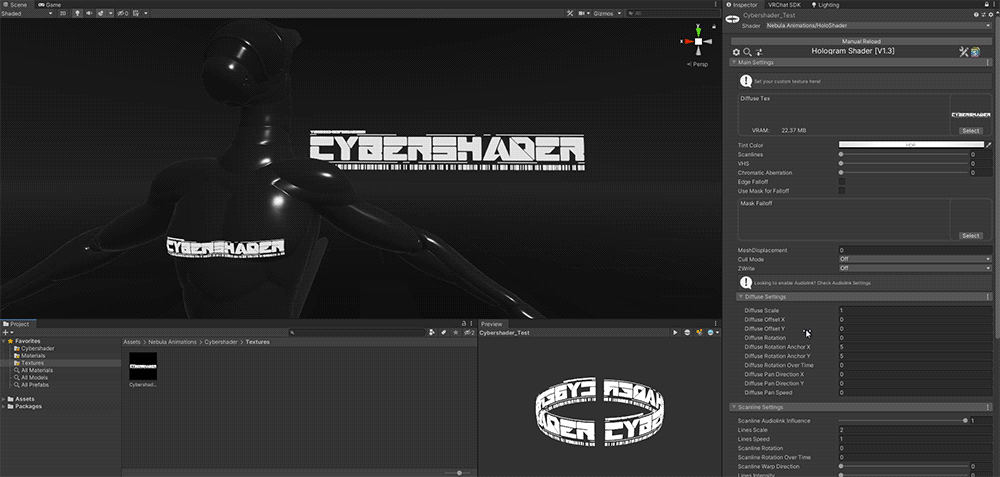 Scene
Game
Inspector
VRChat SDK
Lighting
Shaded
2D
Gizmos
All
Cybershader_Test
Shader
Nebula Animations/HoloShader
Manual Reload
Hologram Shader [V1.3]
Main Settings
Set your custom texture here!
Diffuse Tex
VRAM: 22.37 MB
CYBERSHADER
Select
Tint Color
HDR
Scanlines 0
VHS 0
Chromatic Aberration 0
Edge Falloff
Use Mask for Falloff
Mask Falloff
Select
MeshDisplacement 0
Cull Mode Off
ZWrite Off
Looking to enable Audiolink? Check Audiolink Settings
Diffuse Settings
Diffuse Scale 1
Diffuse Offset X 0
Diffuse Offset Y 0
Diffuse Rotation 0
Diffuse Rotation Anchor X 5
Diffuse Rotation Anchor Y 5
Diffuse Rotation Over Time 0
Diffuse Pan Direction X 0
Diffuse Pan Direction Y 0
Diffuse Pan Speed 0
Scanline Settings
Scanline Audiolink Influence 1
Lines Scale 2
Lines Speed 1
Scanline Rotation 0
Scanline Rotation Over Time 0
Scanline Warp Direction 0
Lines Intensity 0
y
x
z
< Persp
CYBERSHADER
CYBERSHADER
Project
Favorites
Cybershader
Materials
Textures
All Materials
All Models
All Prefabs
Assets
Packages
Assets > Nebula Animations > Cybershader > Textures
Cybershad...
Preview
Cybershader_Test